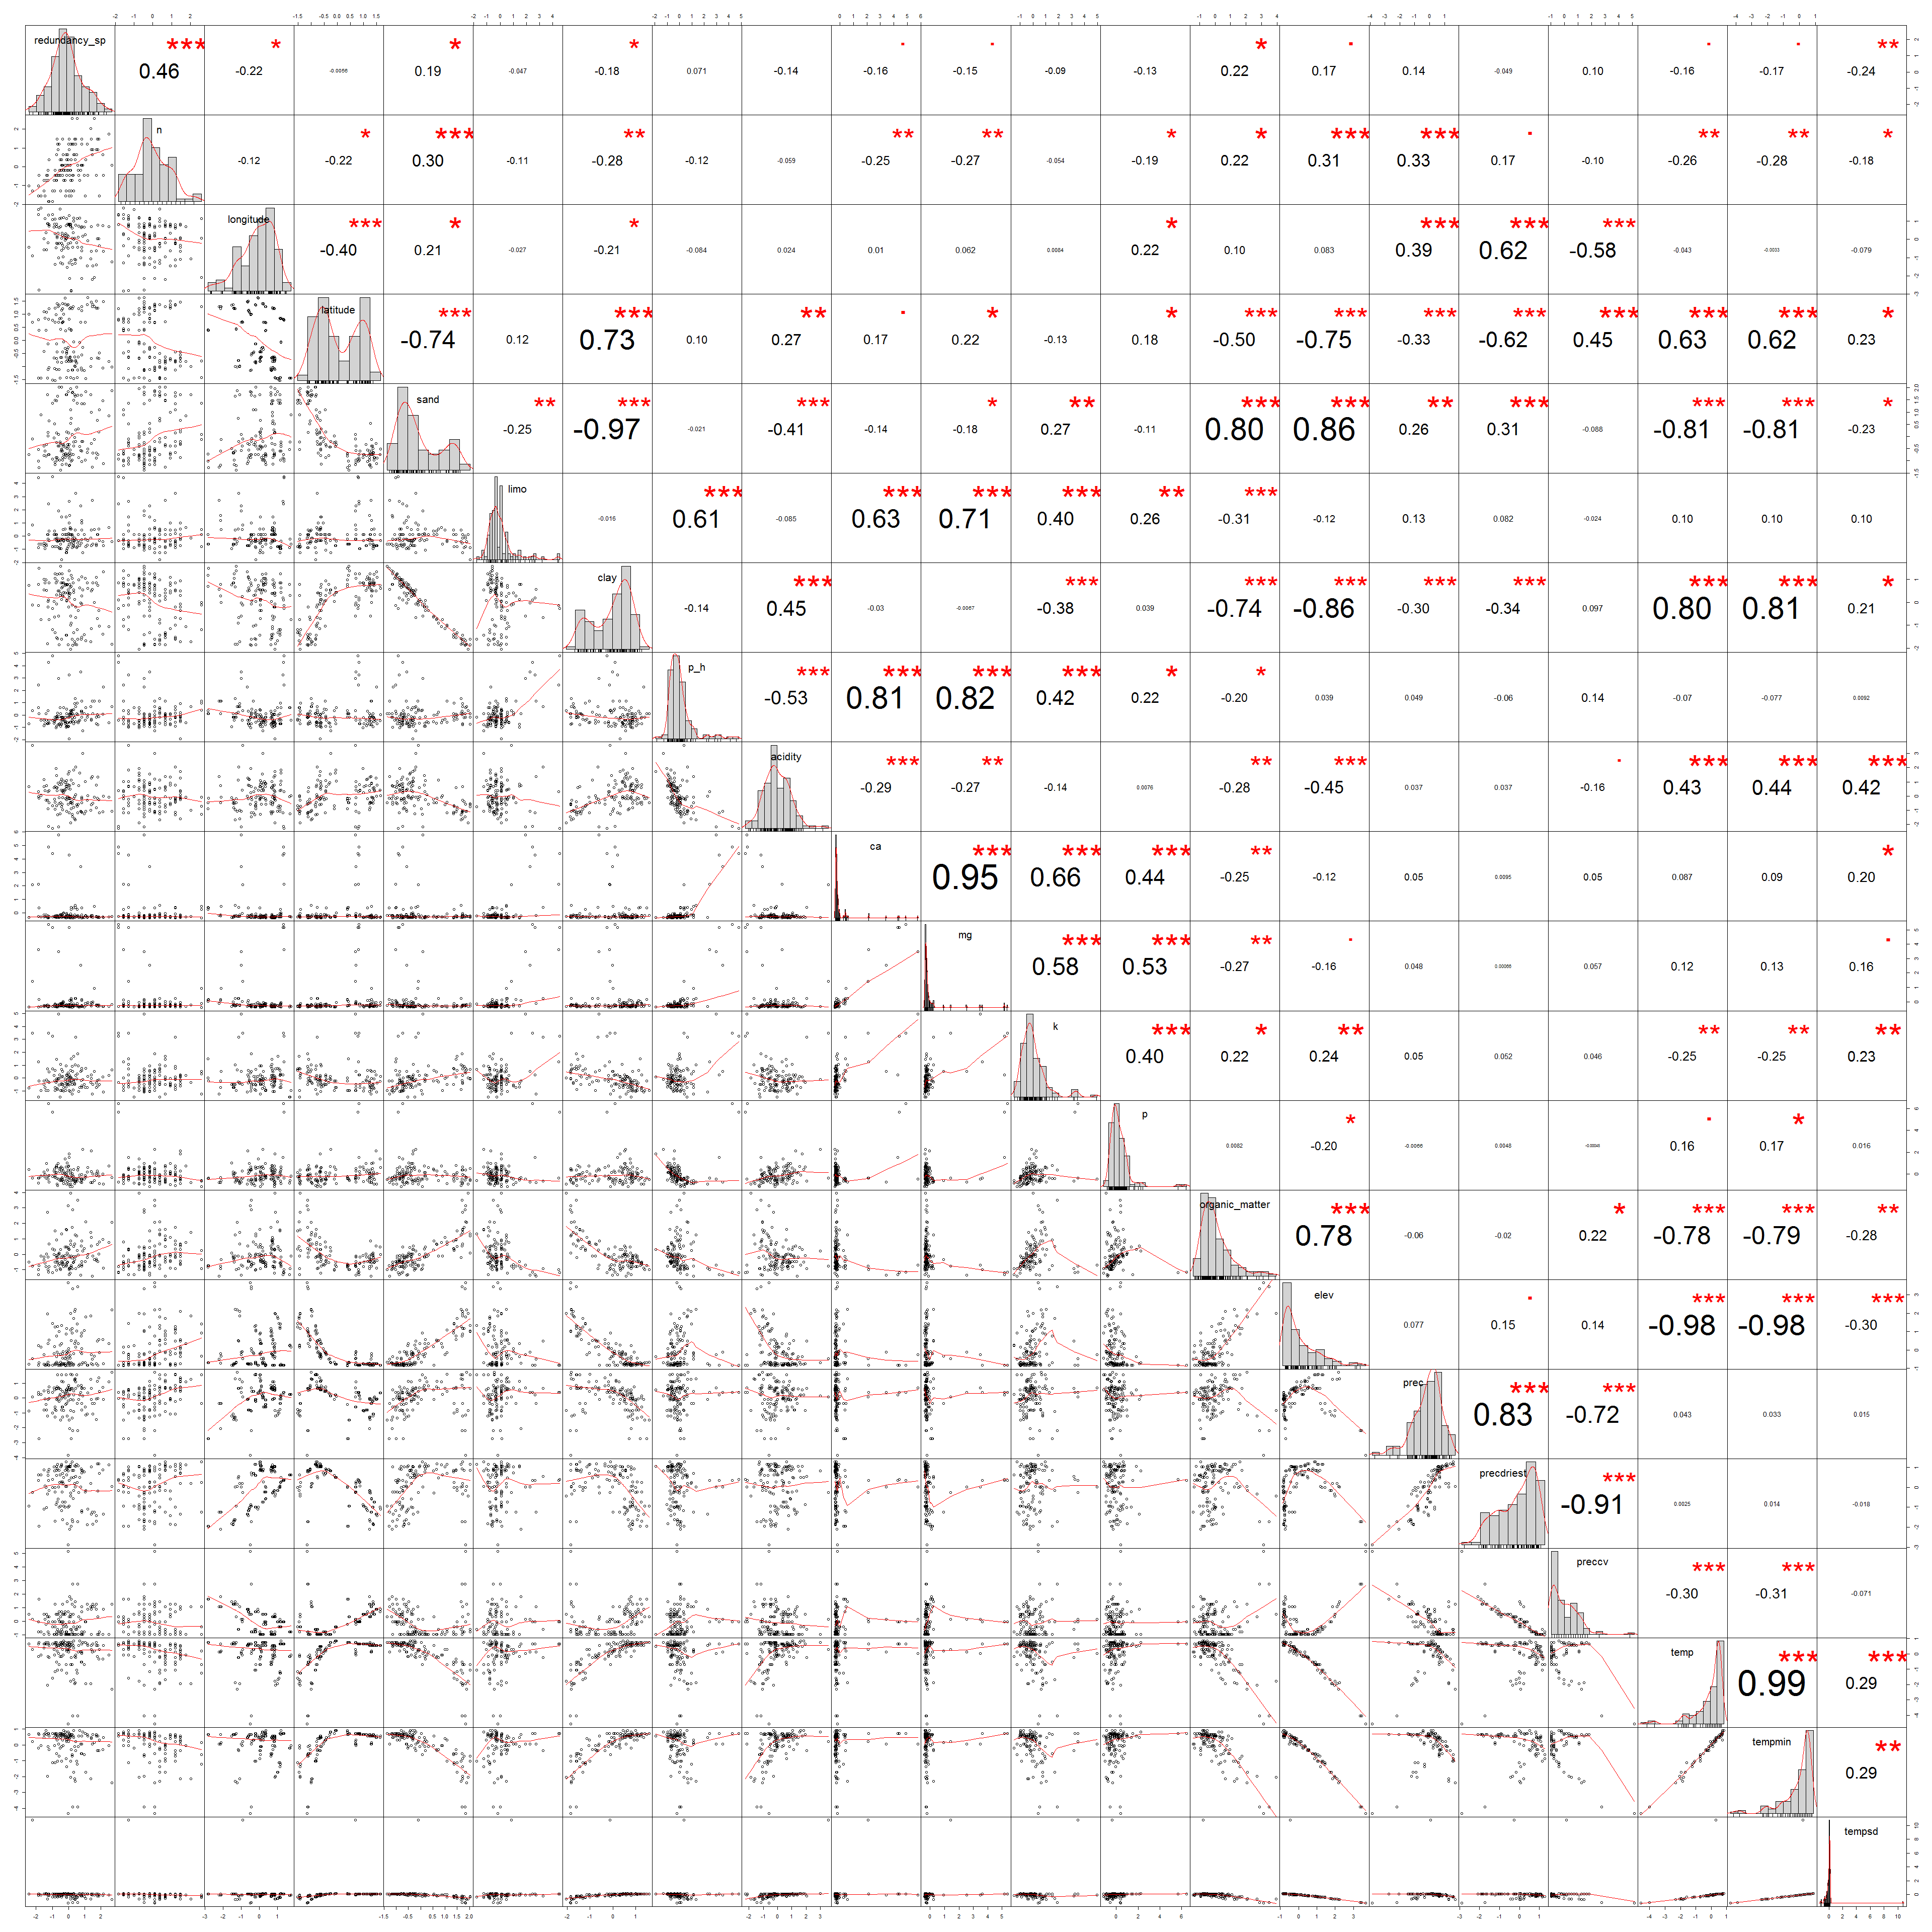 redundancy_sp *** * * * . . * . . . **
0.46 -0.22 0.19 -0.047 -0.18 0.071 -0.14 -0.16 -0.15 -0.09 -0.13 0.22 0.17 0.14 -0.049 0.10 -0.16 -0.17 -0.24
n * *** ** ** ** * * *** *** . ** ** *
-0.12 -0.22 0.30 -0.11 -0.28 -0.12 -0.059 -0.25 -0.27 -0.054 -0.19 0.22 0.31 0.33 0.17 -0.10 -0.26 -0.28 -0.18
longitude *** * * * *** *** ***
-0.40 0.21 -0.027 -0.21 -0.084 0.024 0.01 0.062 0.0084 0.22 0.10 0.083 0.39 0.62 -0.58 -0.043 -0.079
latitude *** *** ** . * * *** *** *** *** *** *** *** *
-0.74 0.12 0.73 0.10 0.27 0.17 0.22 -0.13 0.18 -0.50 -0.75 -0.33 -0.62 0.45 0.63 0.62 0.23
sand ** *** *** * ** *** *** ** *** *** *** *
-0.25 -0.97 -0.021 -0.41 -0.14 -0.18 0.27 -0.11 0.80 0.86 0.26 0.31 -0.088 -0.81 -0.81 -0.23
limo *** *** *** *** ** ***
-0.016 0.61 -0.085 0.63 0.71 0.40 0.26 -0.31 -0.12 0.13 0.082 -0.024 0.10 0.10 0.10
clay *** *** *** *** *** *** *** *** *
-0.14 0.45 -0.03 -0.0067 -0.38 0.039 -0.74 -0.86 -0.30 -0.34 0.097 0.80 0.81 0.21
p_h *** *** *** *** * *
-0.53 0.81 0.82 0.42 0.22 -0.20 0.039 0.049 -0.06 0.14 -0.07 -0.077 0.0092
acidity *** ** ** *** . *** *** ***
-0.29 -0.27 -0.14 0.0076 -0.28 -0.45 0.037 0.037 -0.16 0.43 0.44 0.42
ca *** *** *** ** *
0.95 0.66 0.44 -0.25 -0.12 0.05 0.0095 0.05 0.087 0.09 0.20
mg *** *** ** . .
0.58 0.53 -0.27 -0.16 0.048 0.057 0.12 0.13 0.16
k *** * ** ** ** **
0.40 0.22 0.24 0.05 0.052 0.046 -0.25 -0.25 0.23
p * . *
0.0082 -0.20 -0.0066 0.0048 0.16 0.17 0.016
organic_matter *** * *** *** **
0.78 -0.06 -0.02 0.22 -0.78 -0.79 -0.28
elev . *** *** ***
0.077 0.15 0.14 -0.98 -0.98 -0.30
prec *** ***
0.83 -0.72 0.043 0.033 0.015
precdriest ***
-0.91 0.0025 0.014 -0.018
preccv *** ***
-0.30 -0.31 -0.071
temp *** ***
0.99 0.29
tempmin **
0.29
tempsd